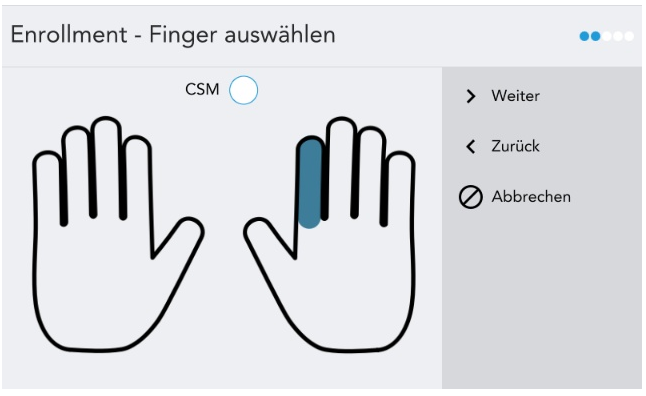 Enrollment - Finger auswählen
CSM
Weiter
Zurück
Abbrechen